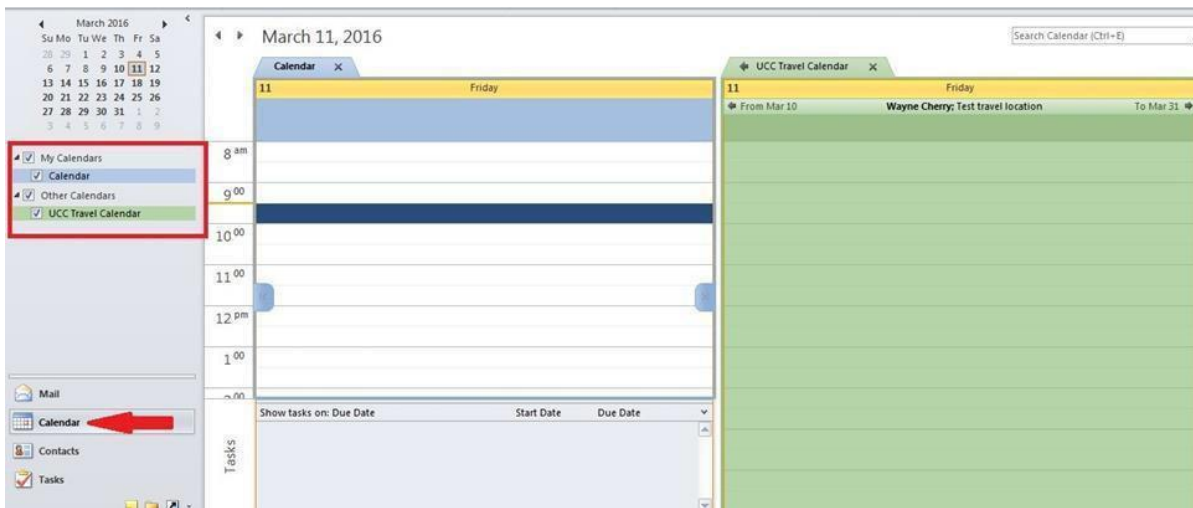 March 2016
Su Mo Tu We Th Fr Sa
28 29 1 2 3 4 5
6 7 8 9 10 11 12
13 14 15 16 17 18 19
20 21 22 23 24 25 26
27 28 29 30 31 1 2
3 4 5 6 7 8 9
My Calendars
Calendar
Other Calendars
UCC Travel Calendar
Mail
Calendar
Contacts
Tasks
March 11, 2016
Search Calendar (Ctrl+E)
Calendar
11 Friday
8 am
9 00
10 00
11 00
12 pm
1 00
Show tasks on: Due Date Start Date Due Date
Tasks
UCC Travel Calendar
11 Friday
From Mar 10 Wayne Cherry; Test travel location To Mar 31